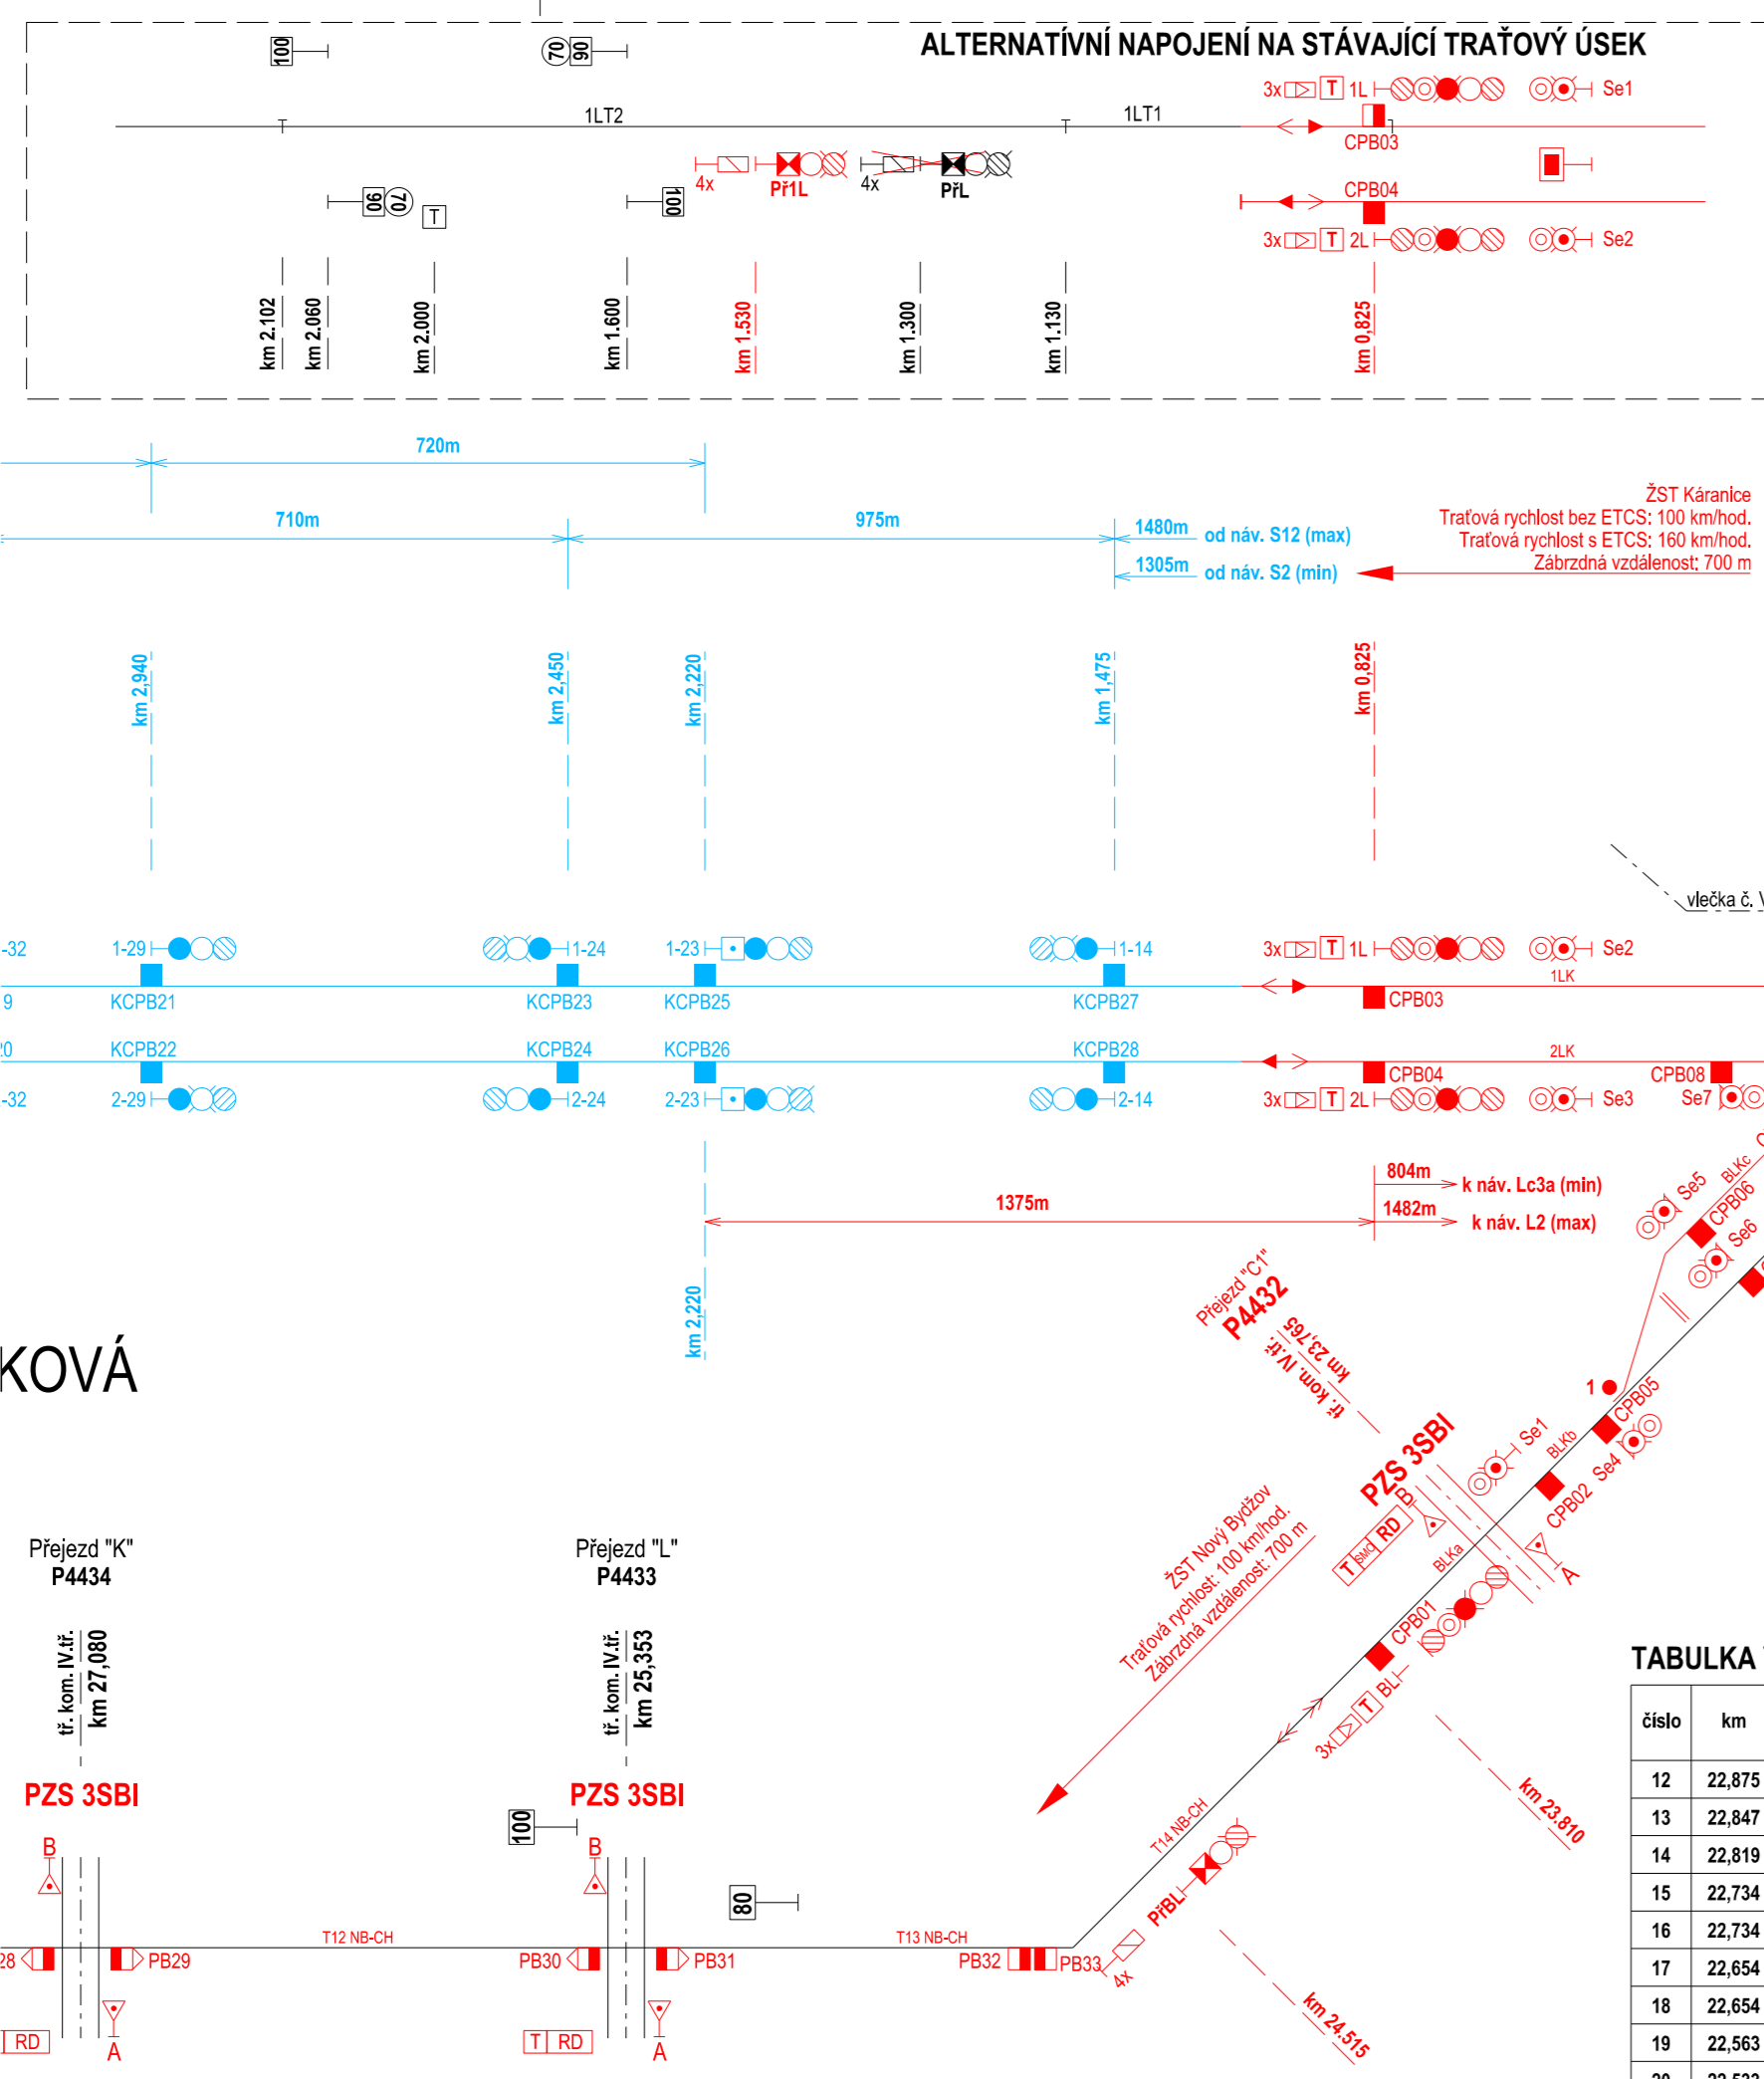 ALTERNATÍVNÍ NAPOJENÍ NA STÁVAJÍCÍ TRAŤOVÝ ÚSEK
100
70 90
3x T 1L Se1
1LT2
1LT1
CPB03
4x Př1L
4x PřL
90 70
T
100
CPB04
3x T 2L Se2
km 2.102
km 2.060
km 2.000
km 1.600
km 1.530
km 1.300
km 1.130
km 0,825
720m
710m
975m
1480m od náv. S12 (max)
1305m od náv. S2 (min)
ŽST Káranice
Traťová rychlost bez ETCS: 100 km/hod.
Traťová rychlost s ETCS: 160 km/hod.
Zábrzdná vzdálenost: 700 m
km 2,940
km 2,450
km 2,220
km 1,475
km 0,825
vlečka č. V
-32
1-29
1-24
1-23
1-14
3x T 1L Se2
9
KCPB21
KCPB23
KCPB25
KCPB27
CPB03
1LK
20
KCPB22
KCPB24
KCPB26
KCPB28
CPB04
2LK
CPB08
-32
2-29
2-24
2-23
2-14
3x T 2L Se3
Se7
804m k náv. Lc3a (min)
1375m
1482m k náv. L2 (max)
km 2,220
BLKc
Se5
CPB06
Se6
Přejezd "C1"
P4432
km 23,765
tř. kom. IV.tř.
KOVÁ
1
CPB05
PZS 3SBI
Se1
BLKb
Se4
CPB02
B
T SMC RD
BLKa
A
ŽST Nový Bydžov
Traťová rychlost: 100 km/hod.
Zábrzdná vzdálenost: 700 m
CPB01
3x T BL
km 23.810
Přejezd "K"
P4434
tř. kom. IV.tř.
km 27,080
PZS 3SBI
Přejezd "L"
P4433
tř. kom. IV.tř.
km 25,353
PZS 3SBI
100
80
B
B
T12 NB-CH
T13 NB-CH
T14 NB-CH
28
PB29
PB30
PB31
PB32
PB33
4x PřBL
km 24.515
RD
A
T RD
A
TABULKA
číslo km
12 22,875
13 22,847
14 22,819
15 22,734
16 22,734
17 22,654
18 22,654
19 22,563
20 22,533